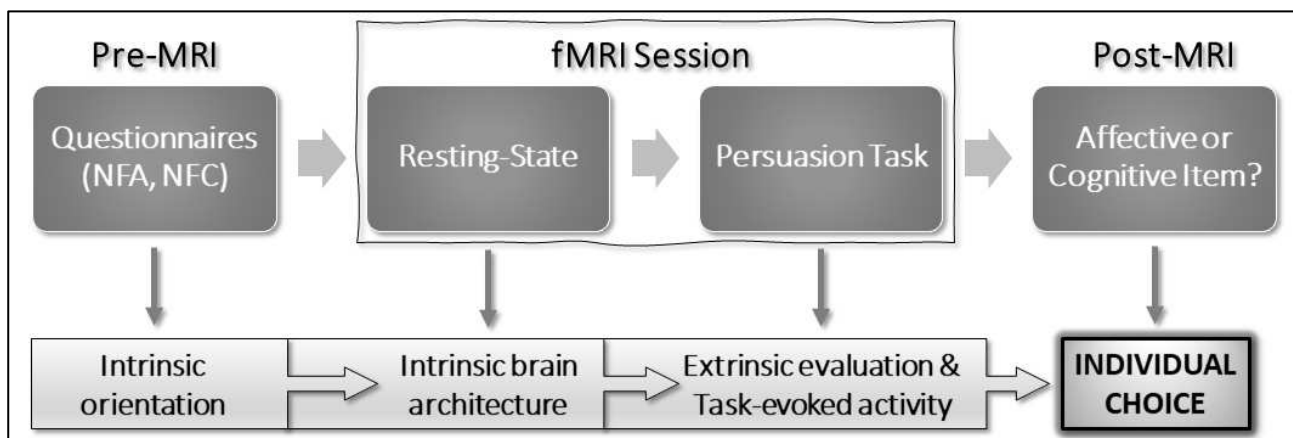 Pre-MRI
fMRI Session
Post-MRI
Questionnaires
(NFA, NFC)
Resting-State
Persuasion Task
Affective or
Cognitive Item?
Intrinsic
orientation
Intrinsic brain
architecture
Extrinsic evaluation &
Task-evoked activity
INDIVIDUAL
CHOICE